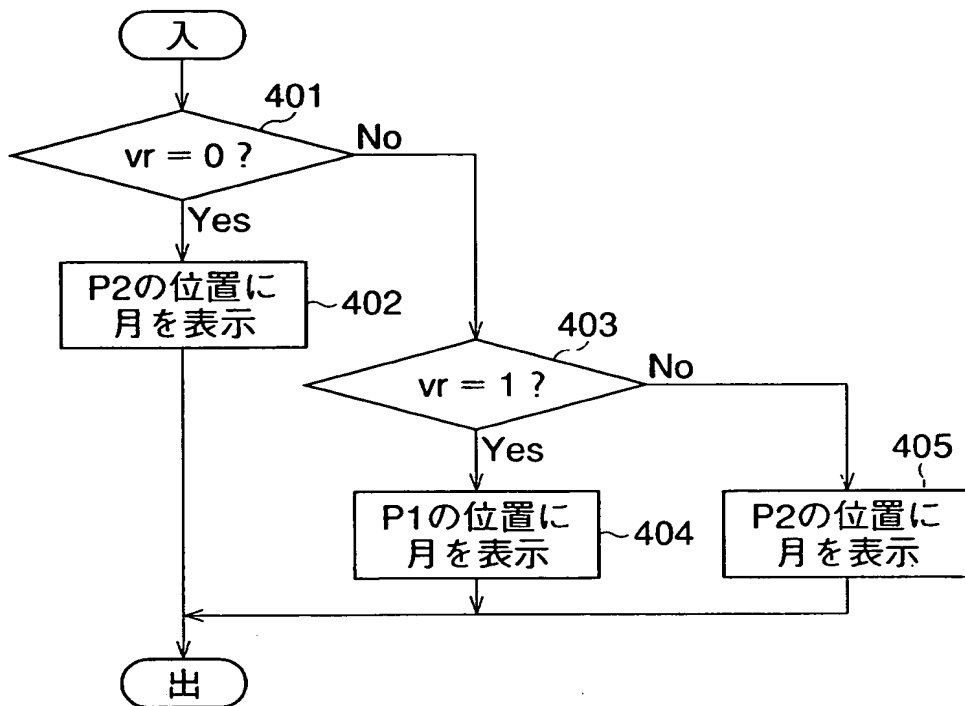 入
401
vr = 0 ?
No
Yes
P2の位置に
月を表示
402
403
vr = 1 ?
No
Yes
P1の位置に
月を表示
404
405
P2の位置に
月を表示
出